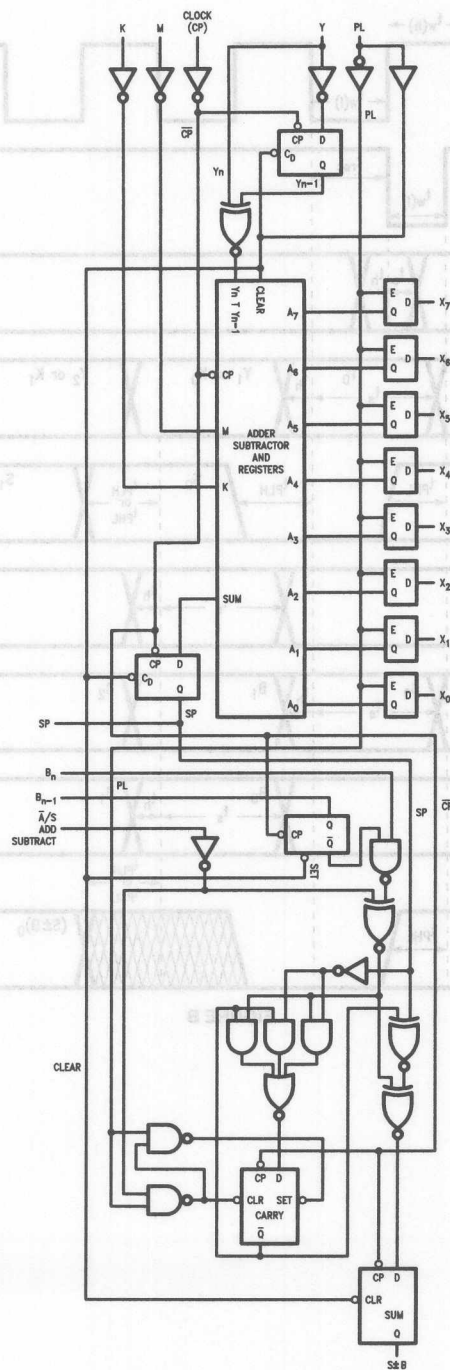 K M CLOCK (CP) Y PL
PL
CP
CP D
CD
Q
Yn
Yn-1
Yn ⊤ Yn-1
CLEAR
A7 E D Q X7
CP
A6 E D Q X6
M
ADDER SUBTRACTOR AND REGISTERS
A5 E D Q X5
A4 E D Q X4
K
A3 E D Q X3
SUM
A2 E D Q X2
A1 E D Q X1
A0 E D Q X0
CP D
CD
Q
SP
SP
Bn
PL
SP
Bn-1
Q
CP
Q̅
SET
A̅/S
ADD
SUBTRACT
CLEAR
CP D
CLR SET
CARRY
Q̅
CP D
CLR
SUM
Q
S±B